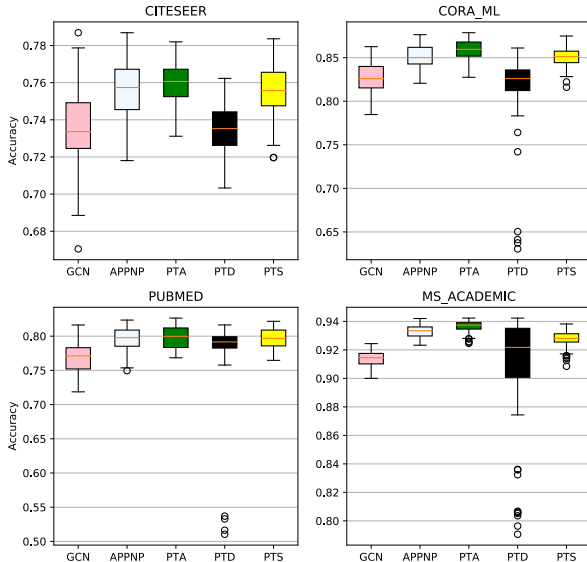 CITESEER
Accuracy
0.78
0.76
0.74
0.72
0.70
0.68
GCN APPNP PTA PTD PTS
CORA_ML
0.85
0.80
0.85
0.70
0.65
GCN APPNP PTA PTD PTS
PUBMED
Accuracy
0.80
0.75
0.70
0.65
0.60
0.55
0.50
GCN APPNP PTA PTD PTS
MS_ACADEMIC
0.94
0.92
0.90
0.88
0.86
0.84
0.82
0.80
GCN APPNP PTA PTD PTS